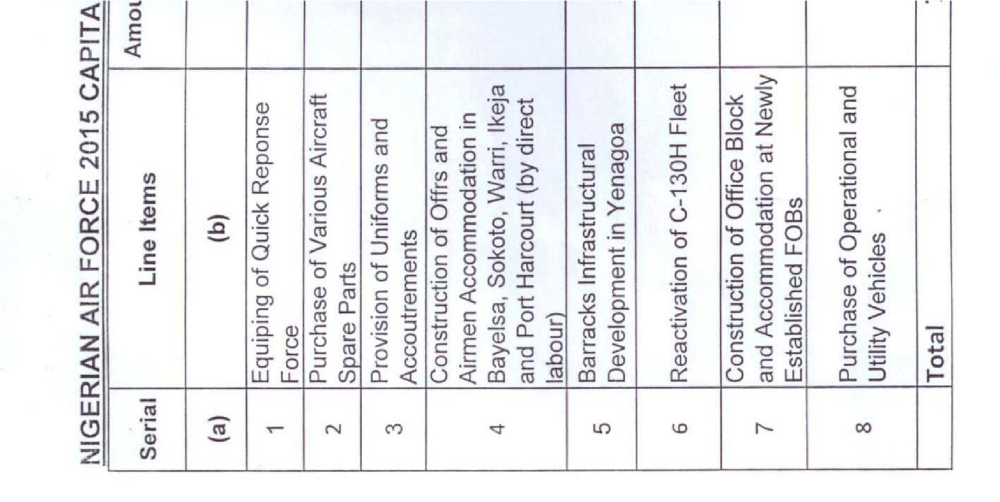 NIGERIAN AIR FORCE 2015 CAPITA
Serial
Line Items
Amou
(a)
(b)
1
Equiping of Quick Reponse
Force
2
Purchase of Various Aircraft
Spare Parts
3
Provision of Uniforms and
Accoutrements
4
Construction of Offrs and
Airmen Accommodation in
Bayelsa, Sokoto, Warri, Ikeja
and Port Harcourt (by direct
labour)
5
Barracks Infrastructural
Development in Yenagoa
6
Reactivation of C-130H Fleet
7
Construction of Office Block
and Accommodation at Newly
Established FOBs
8
Purchase of Operational and
Utility Vehicles
Total